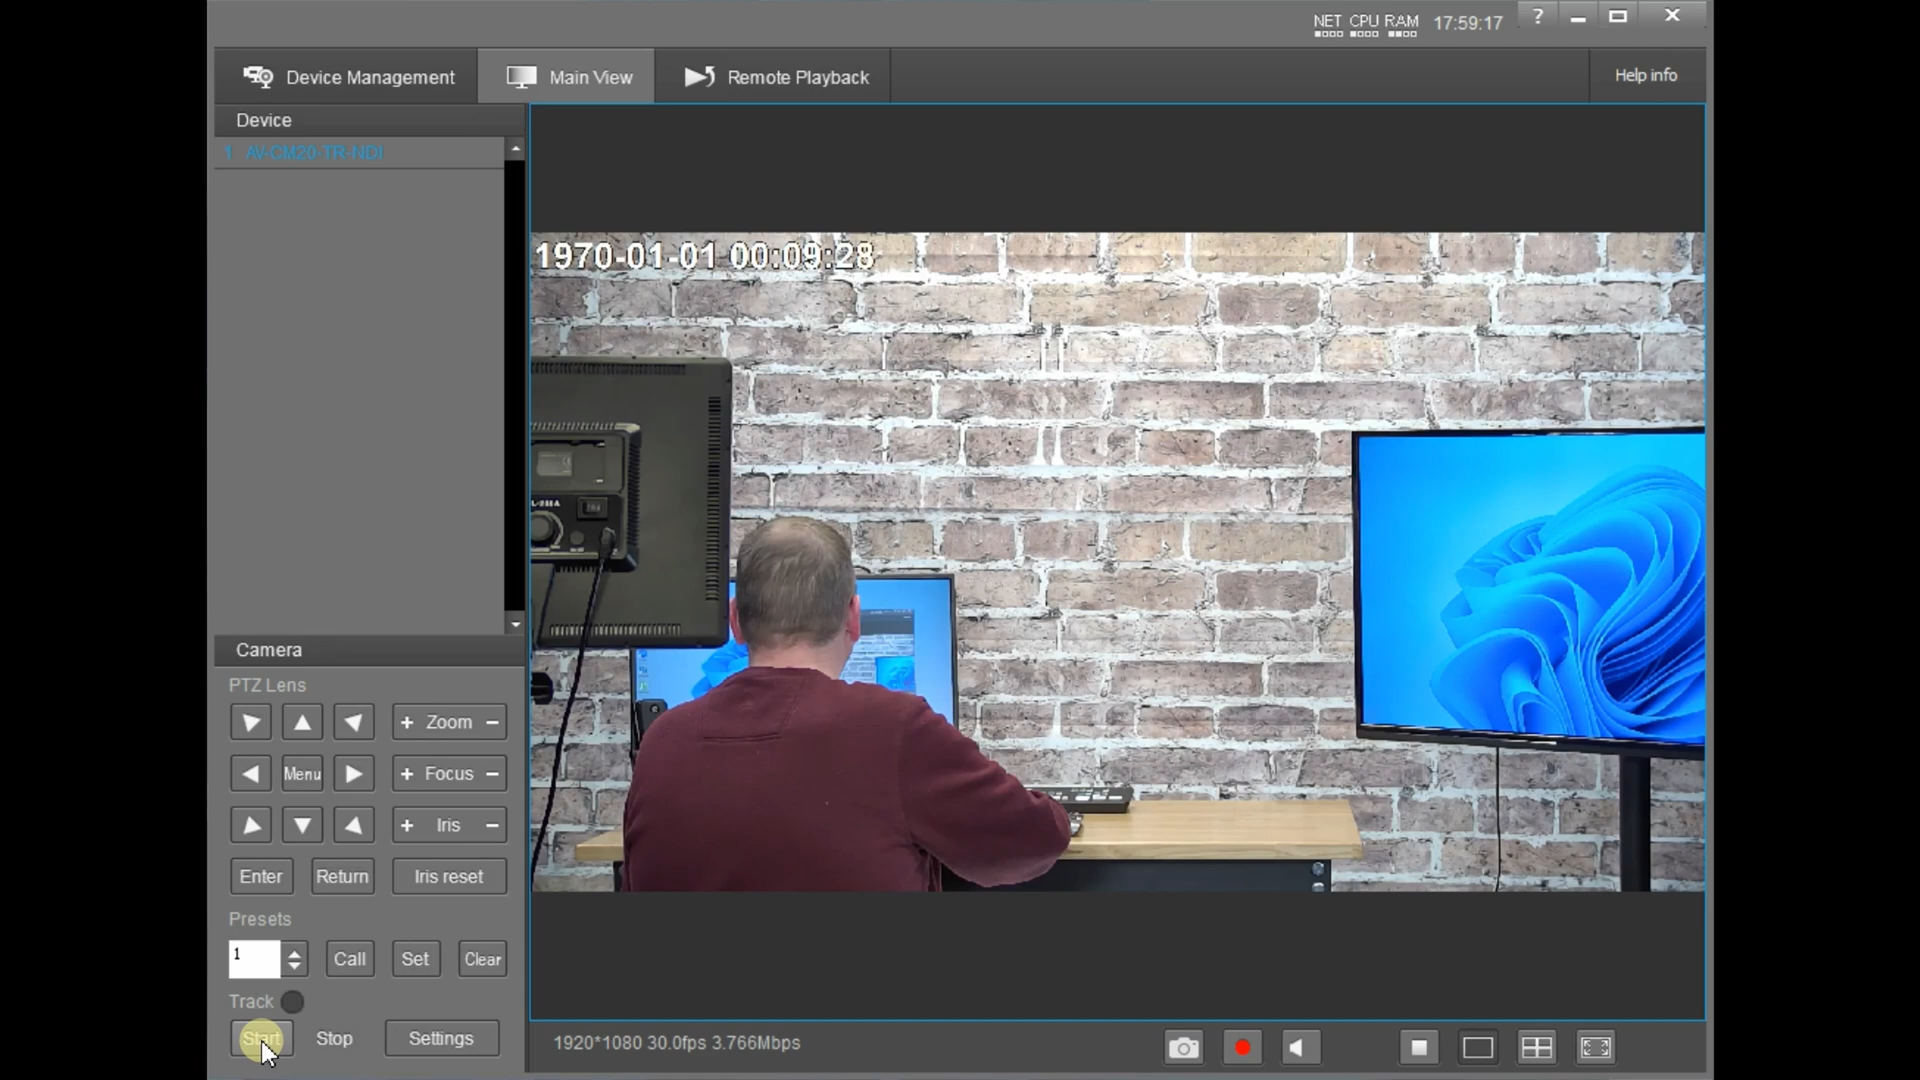 NET CPU RAM 17:59:17 ?
Device Management Main View Remote Playback Help info
Device
1 AV-CM20-TR-NDI
1970-01-01 00:09:28
Camera
PTZ Lens
+ Zoom −
Menu + Focus −
+ Iris −
Enter Return Iris reset
Presets
1 Call Set Clear
Track
Start Stop Settings
1920*1080 30.0fps 3.766Mbps